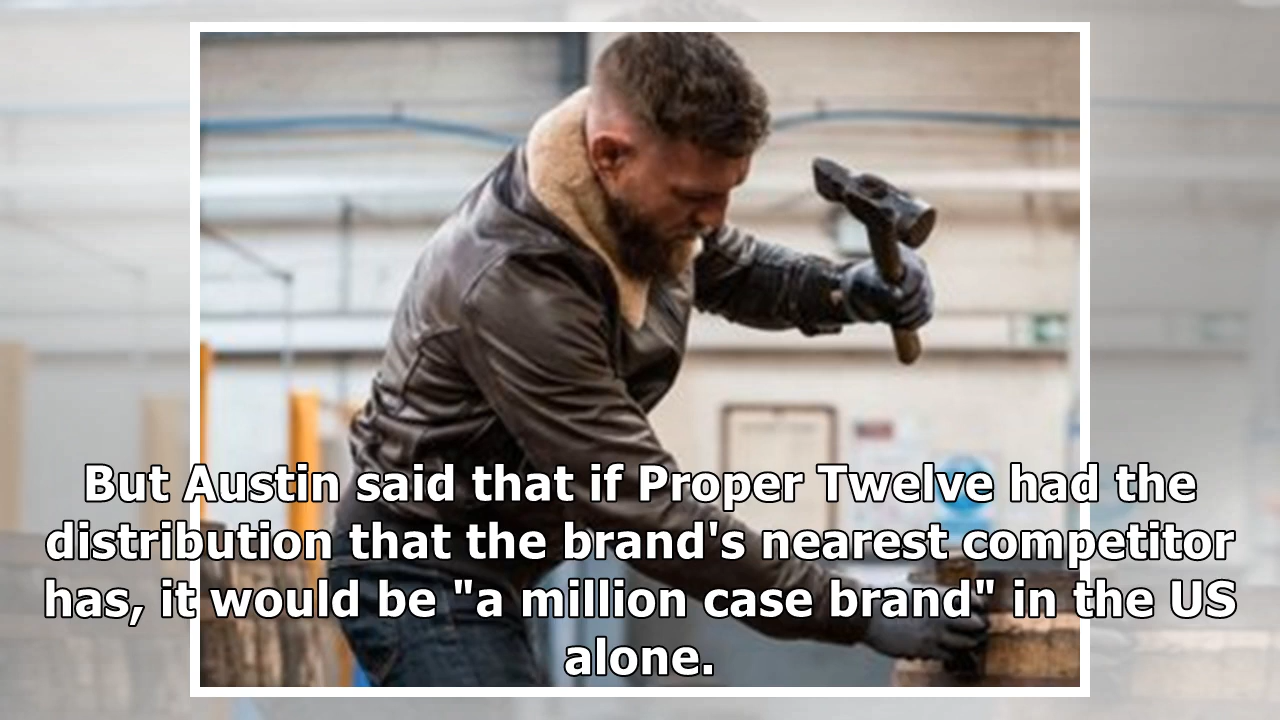 But Austin said that if Proper Twelve had the
distribution that the brand's nearest competitor
has, it would be "a million case brand" in the US
alone.